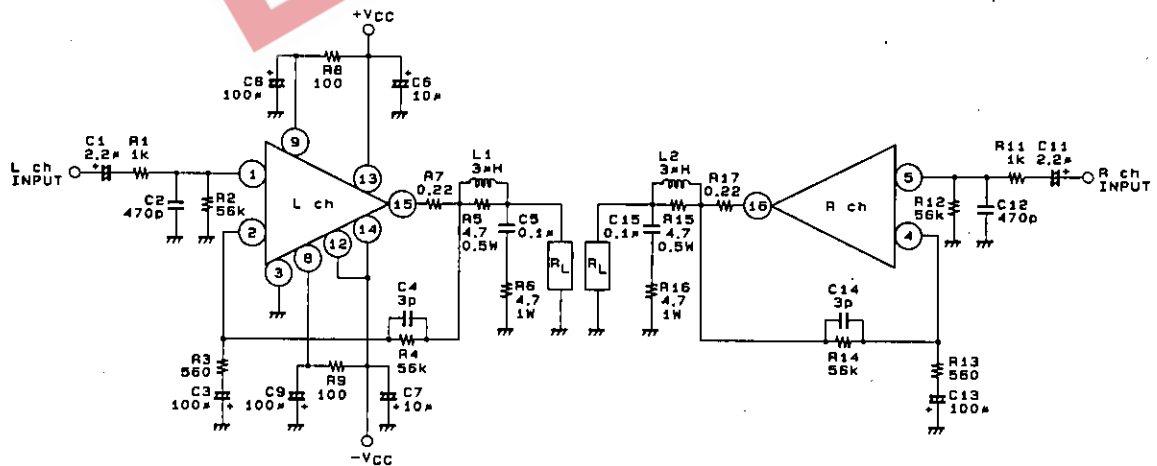 +VCC
R8
100
C8
100μ
C6
10μ
C1
2.2μ
R1
1k
L ch
INPUT
C2
470p
R2
56k
1
2
3
8
9
12
13
14
15
L ch
R7
0.22
L1
3μH
R5
4.7
0.5W
C5
0.1μ
R6
4.7
1W
RL
C4
3p
R4
56k
R3
560
C3
100μ
C9
100μ
R9
100
C7
10μ
-VCC
L2
3μH
R17
0.22
C15
0.1μ
R15
4.7
0.5W
RL
R16
4.7
1W
16
R ch
5
4
R11
1k
C11
2.2μ
R ch
INPUT
R12
56k
C12
470p
C14
3p
R14
56k
R13
560
C13
100μ